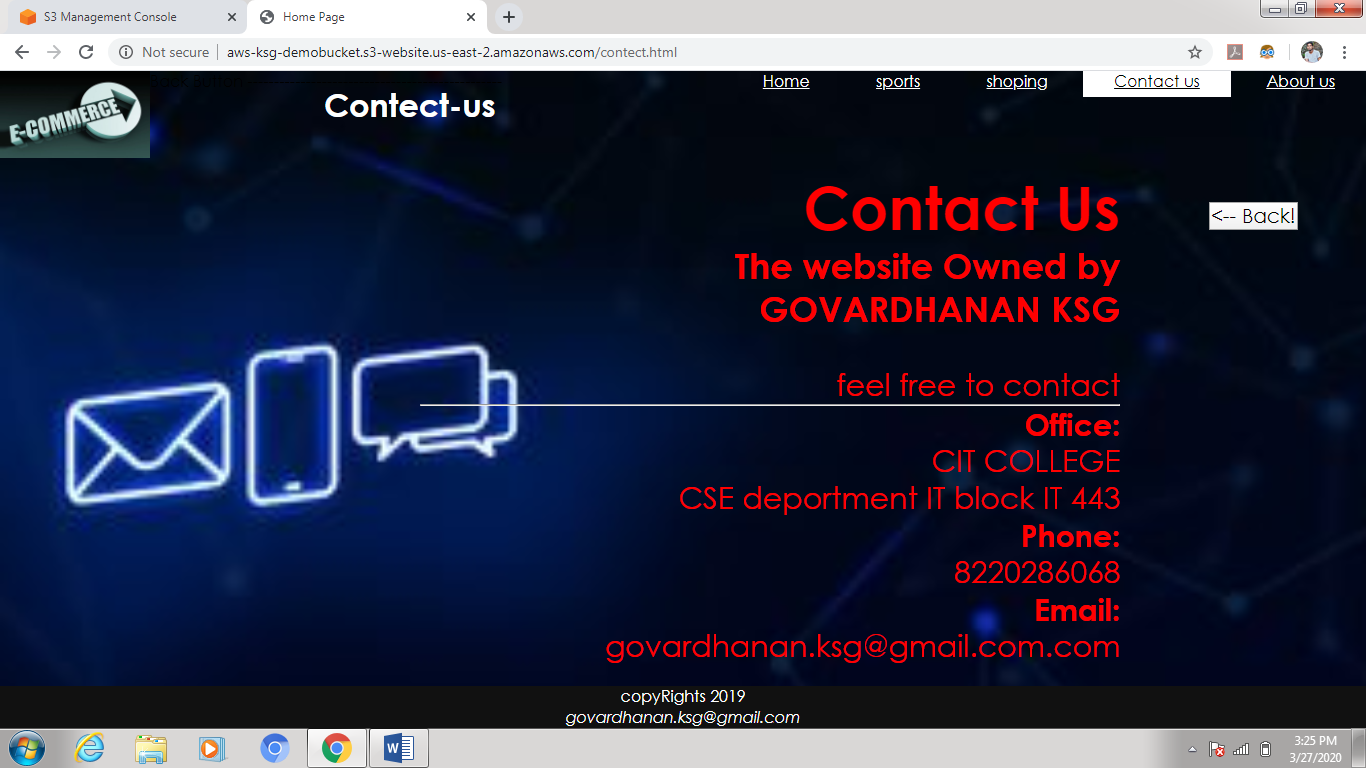 S3 Management Console
Home Page
Not secure
aws-ksg-demobucket.s3-website.us-east-2.amazonaws.com/contect.html
E-COMMERCE
Home
sports
shoping
Contact us
About us
Contect-us
Contact Us
<-- Back!
The website Owned by
GOVARDHANAN KSG
feel free to contact
Office:
CIT COLLEGE
CSE deportment IT block IT 443
Phone:
8220286068
Email:
govardhanan.ksg@gmail.com.com
copyRights 2019
govardhanan.ksg@gmail.com
3:25 PM
3/27/2020